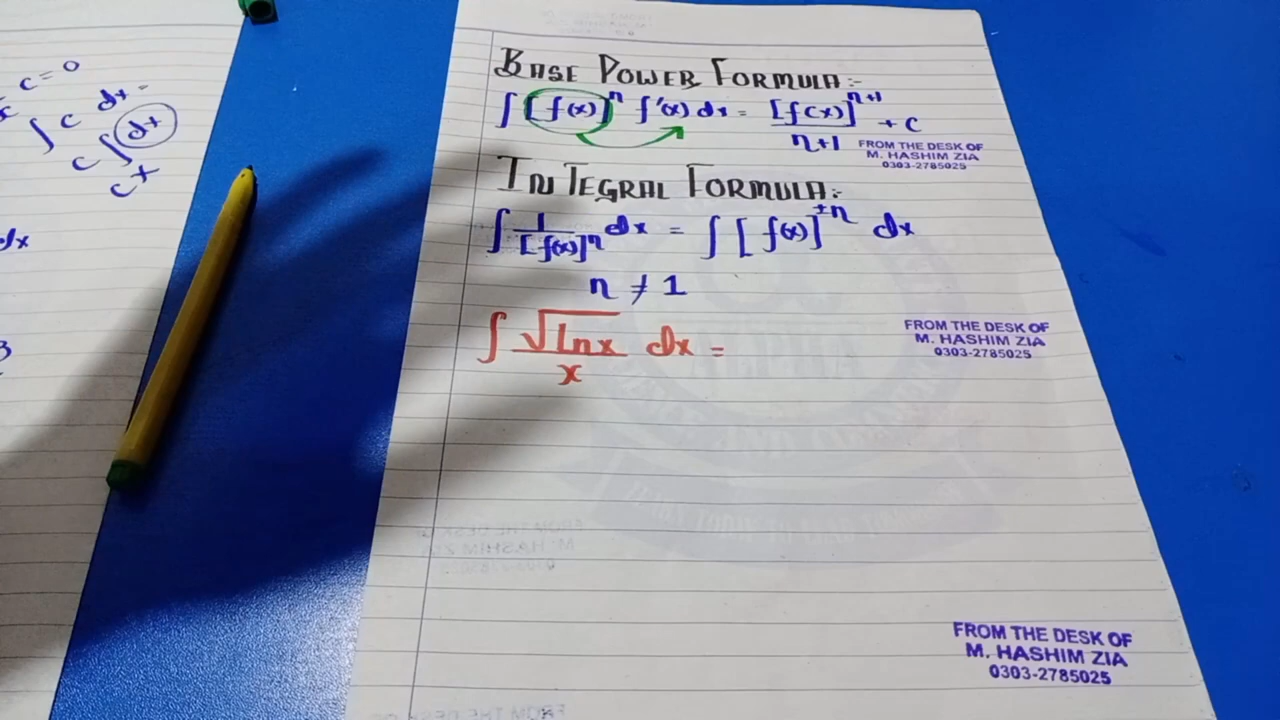 c = 0
∫ c dx =
c ∫ dx
cx
dx
BASE POWER FORMULA:-
∫ [f(x)]^n f'(x) dx = [f(x)]^{n+1} / n+1 + c
FROM THE DESK OF
M. HASHIM ZIA
0303-2785025
INTEGRAL FORMULA:-
∫ 1/[f(x)]^n dx = ∫ [f(x)]^{±n} dx
n ≠ 1
∫ √lnx / x dx =
FROM THE DESK OF
M. HASHIM ZIA
0303-2785025
FROM THE DESK OF
M. HASHIM ZIA
0303-2785025